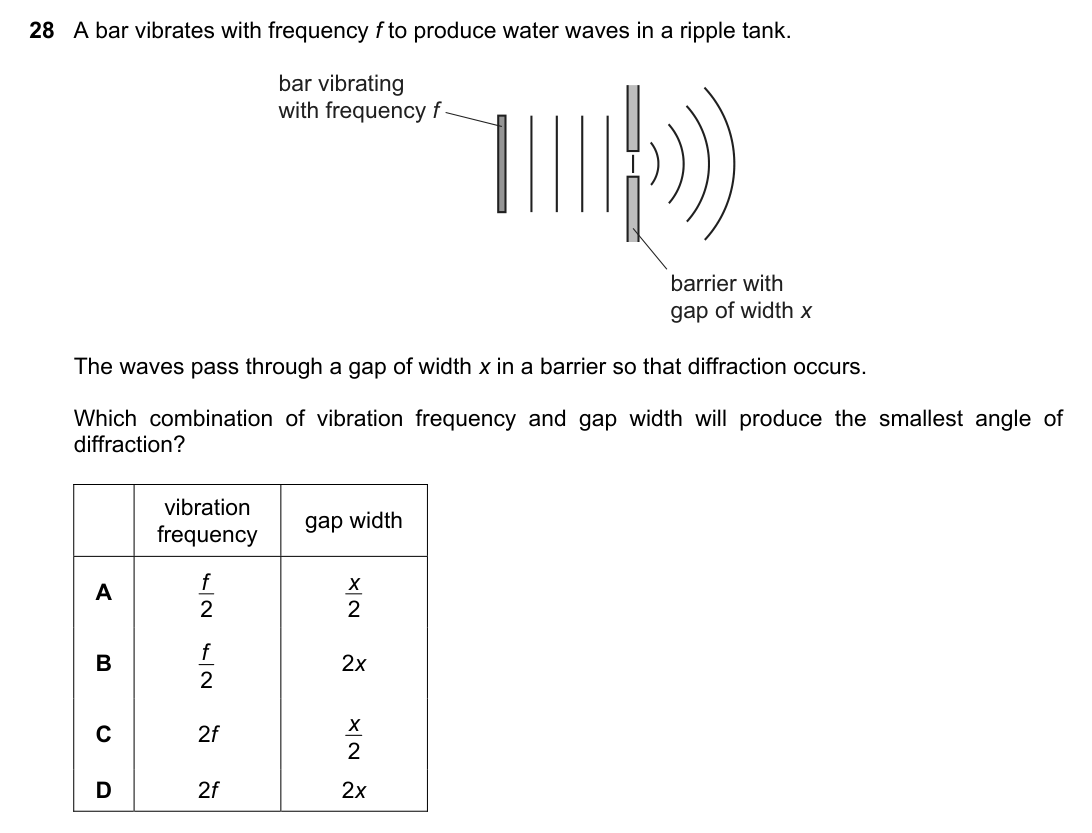 28 A bar vibrates with frequency f to produce water waves in a ripple tank.
bar vibrating
with frequency f
barrier with
gap of width x
The waves pass through a gap of width x in a barrier so that diffraction occurs.
Which combination of vibration frequency and gap width will produce the smallest angle of
diffraction?
vibration
frequency
gap width
A f/2 x/2
B f/2 2x
C 2f x/2
D 2f 2x